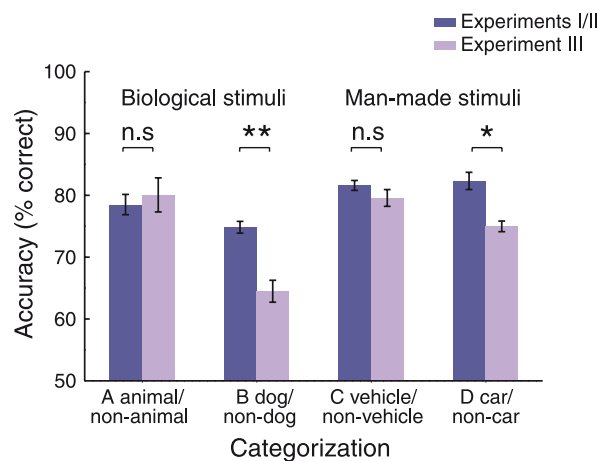 Experiments I/II
Experiment III
Biological stimuli Man-made stimuli
n.s ** n.s *
Accuracy (% correct)
100
90
80
70
60
50
A animal/ B dog/ C vehicle/ D car/
non-animal non-dog non-vehicle non-car
Categorization